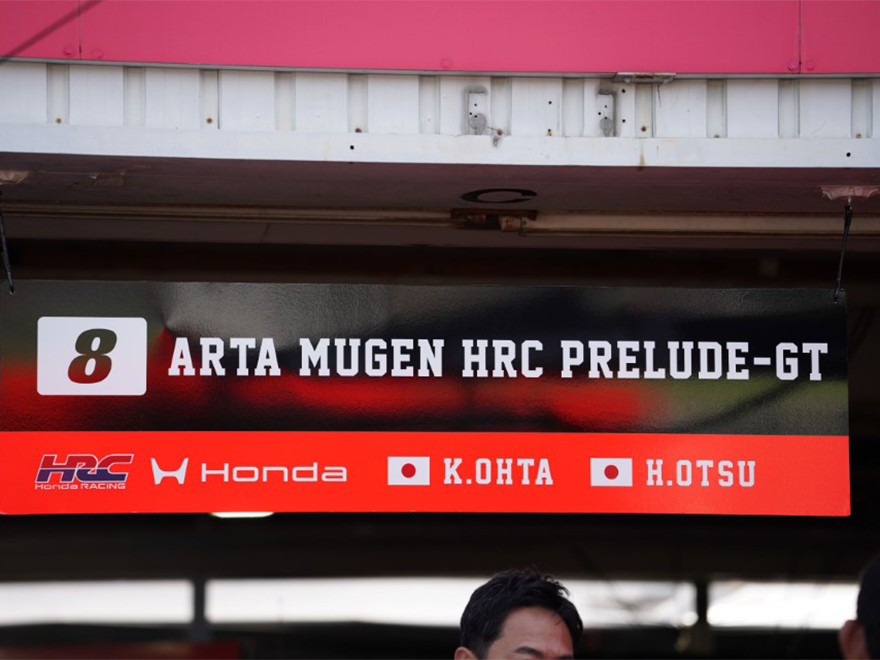 8 ARTA MUGEN HRC PRELUDE-GT
HRC Honda K.OHTA H.OTSU
Honda RACING